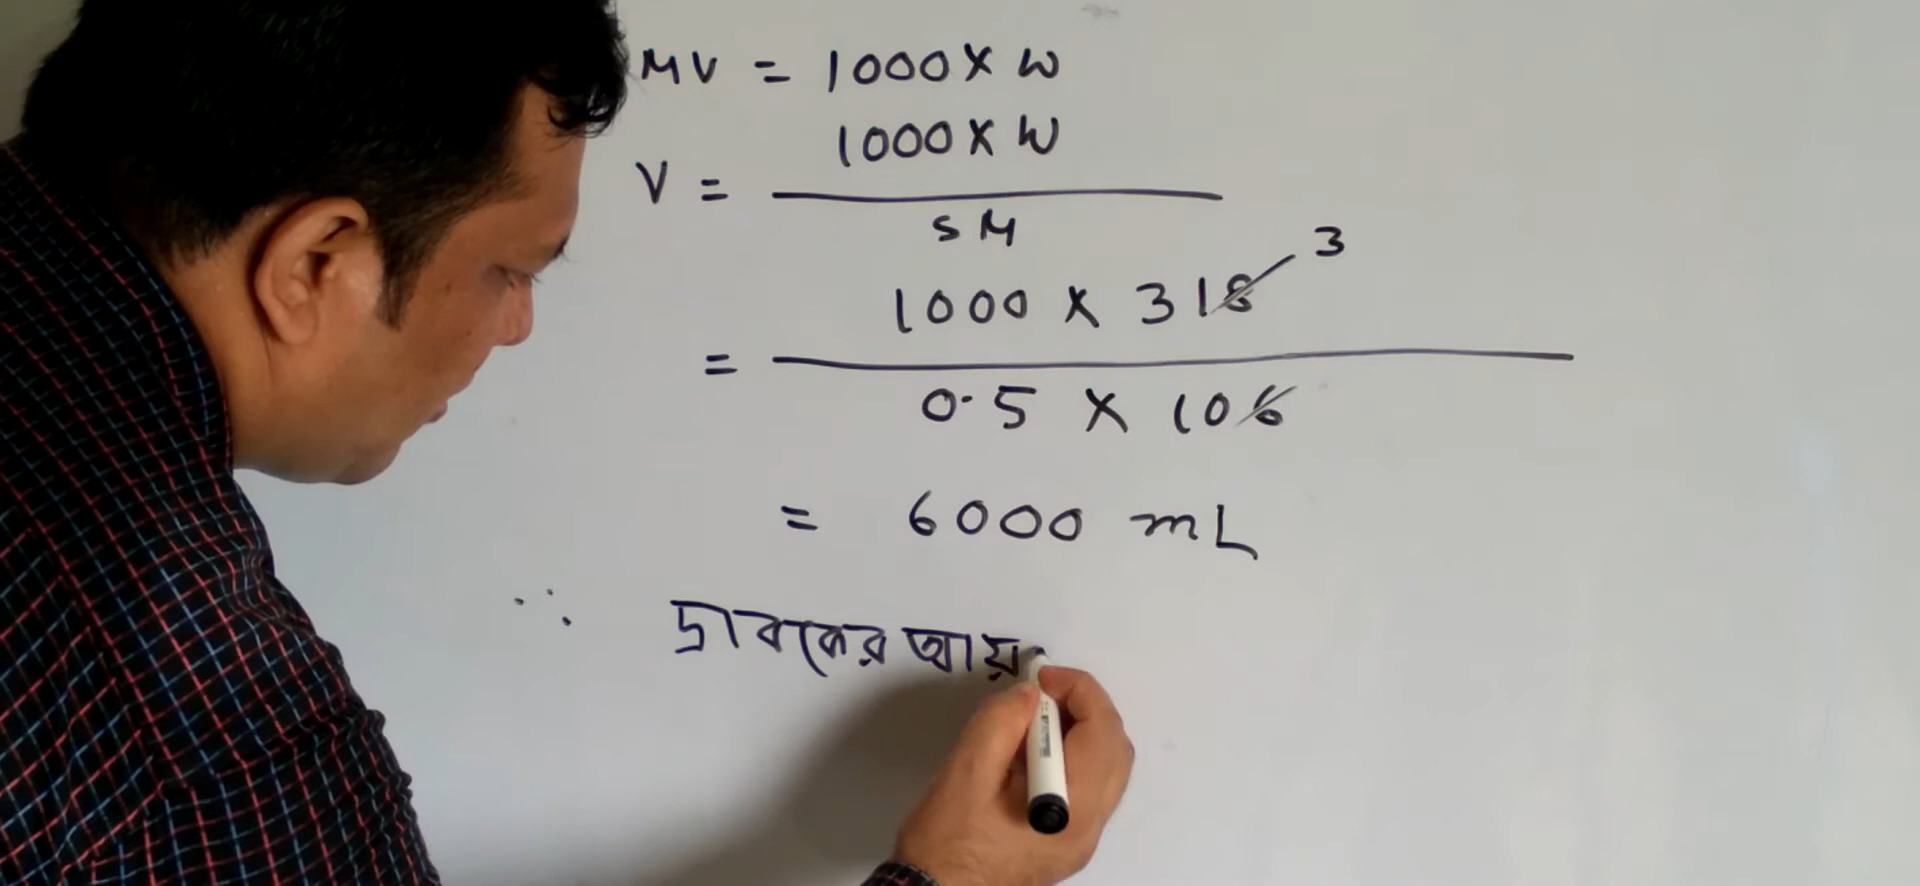 MV = 1000 X W
1000 X W
V =
SM
3
1000 X 318
=
0.5 X 106
= 6000 mL
∴ দ্রাবকের আয়